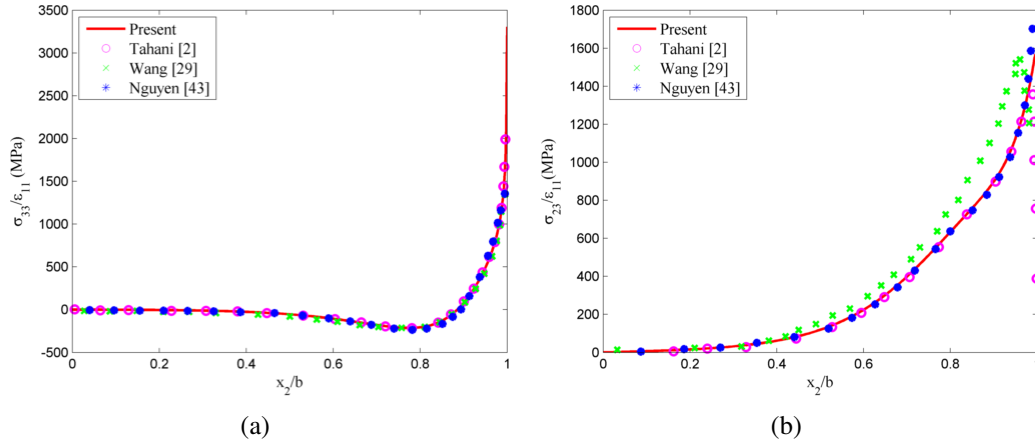 3500
3000
2500
2000
1500
1000
500
0
-500
σ33/ε11 (MPa)
Present
Tahani [2]
Wang [29]
Nguyen [43]
0 0.2 0.4 0.6 0.8 1
x2/b
(a)
1800
1600
1400
1200
1000
800
600
400
200
0
σ23/ε11(MPa)
Present
Tahani [2]
Wang [29]
Nguyen [43]
0 0.2 0.4 0.6 0.8
x2/b
(b)